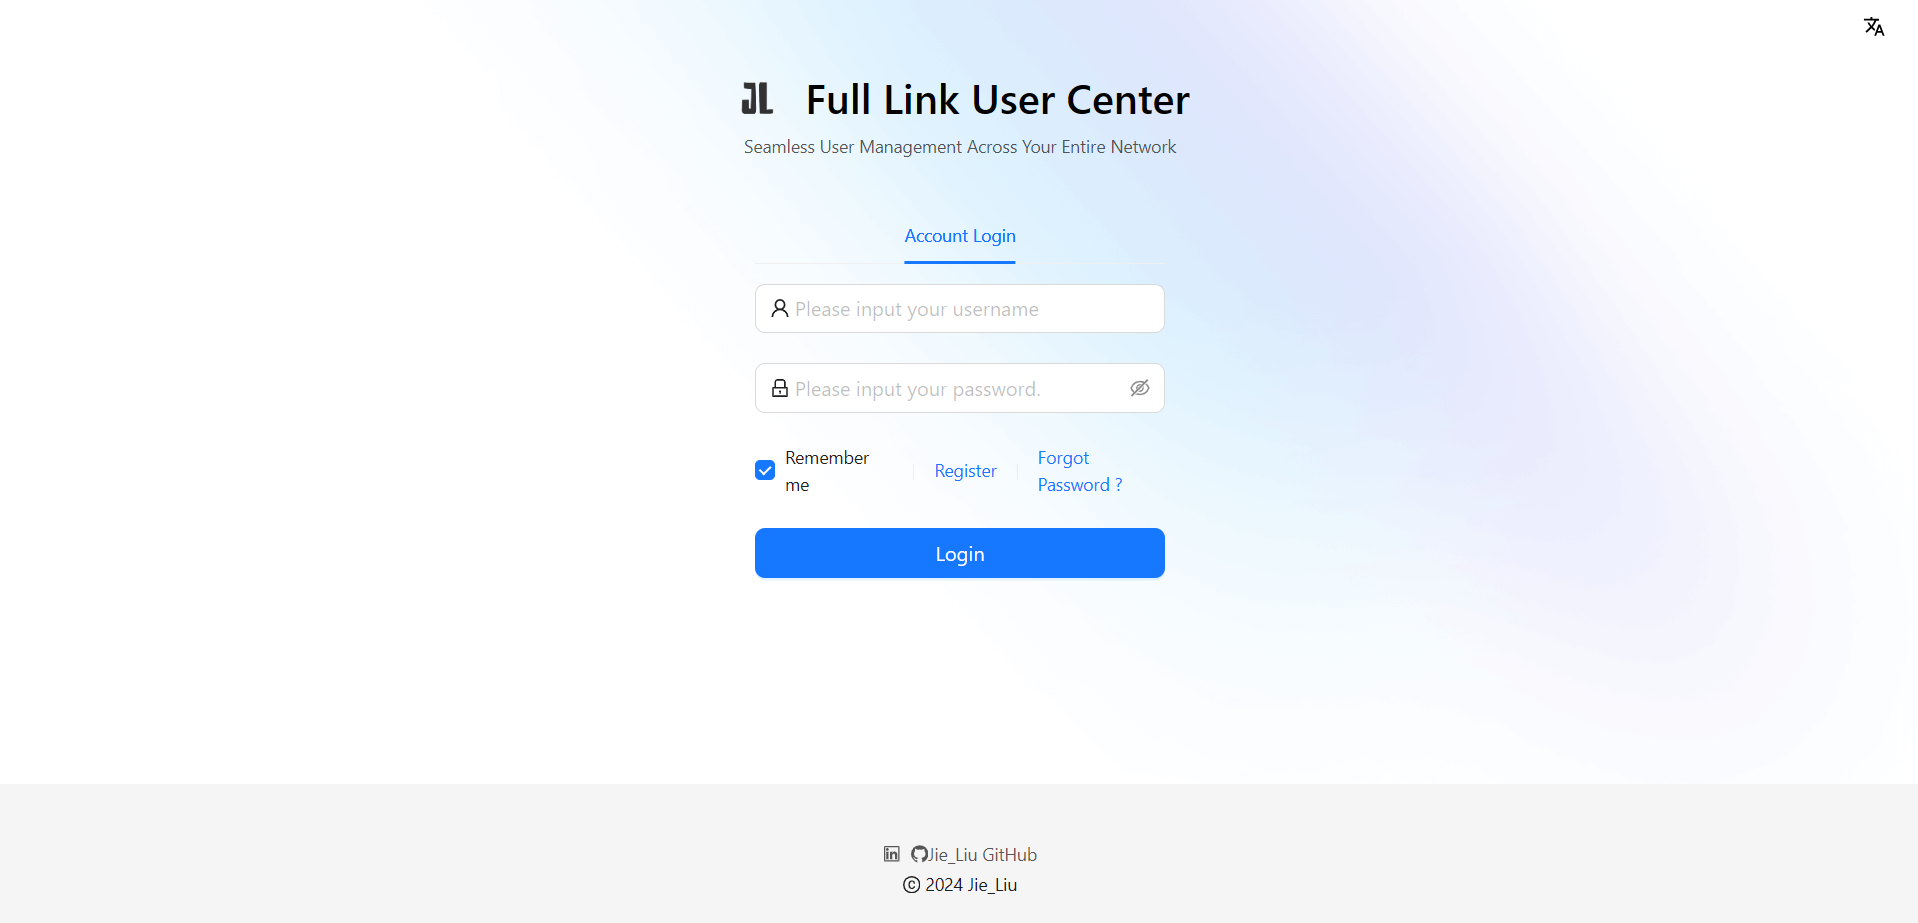 JL Full Link User Center
Seamless User Management Across Your Entire Network
Account Login
Please input your username
Please input your password.
Remember me
Register
Forgot Password ?
Login
Jie_Liu GitHub
© 2024 Jie_Liu